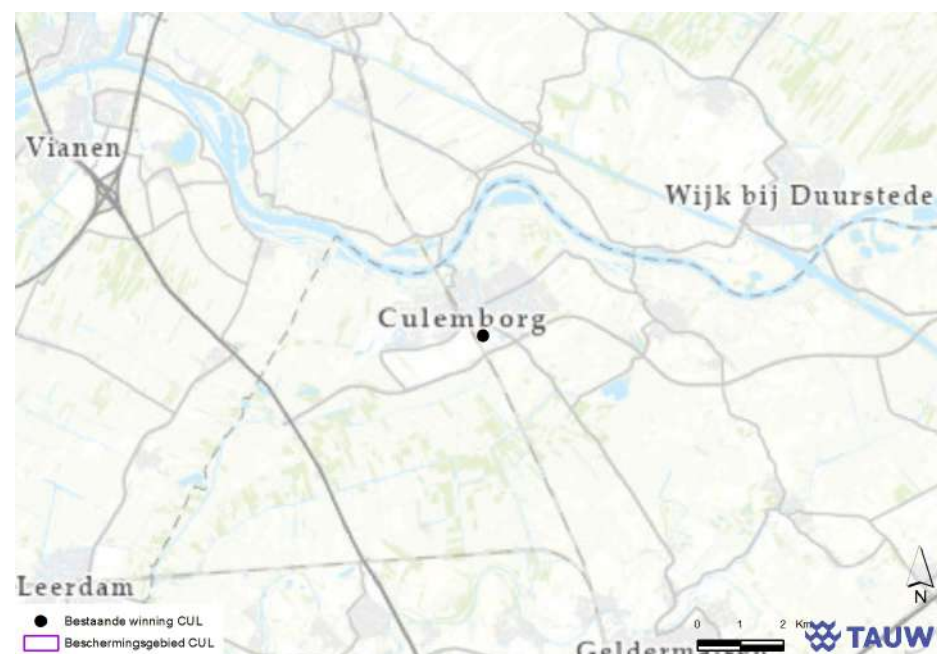 Vianen
Wijk bij Duurstede
Culemborg
Leerdam
Bestaande winning CUL
Beschermingsgebied CUL
0 1 2 Km
N
TAUW